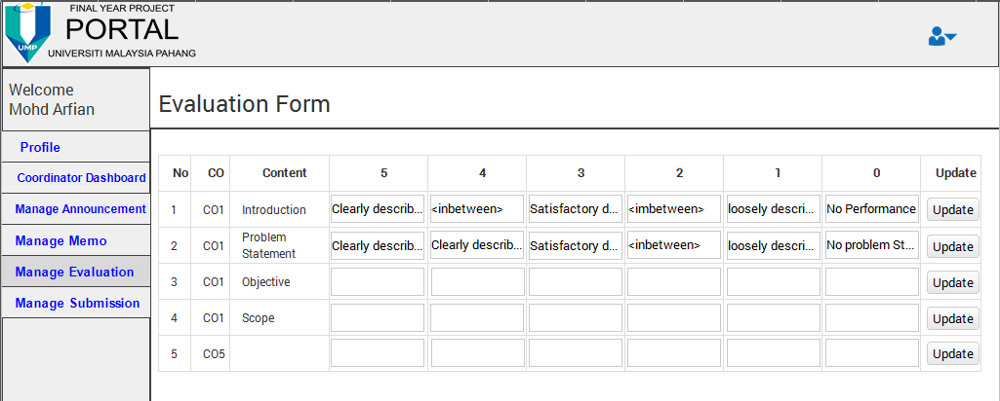 FINAL YEAR PROJECT
PORTAL
UMP
UNIVERSITI MALAYSIA PAHANG
Welcome
Mohd Arfian
Profile
Coordinator Dashboard
Manage Announcement
Manage Memo
Manage Evaluation
Manage Submission
Evaluation Form
No CO Content 5 4 3 2 1 0 Update
1 CO1 Introduction Clearly describ... <inbetween> Satisfactory d... <imbetween> loosely descri... No Performance Update
2 CO1 Problem Statement Clearly describ... Clearly describ... Satisfactory d... <inbetween> loosely descri... No problem St... Update
3 CO1 Objective Update
4 CO1 Scope Update
5 CO5 Update